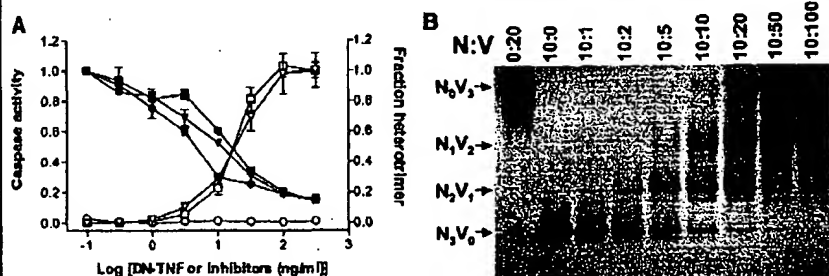 A
Caspase activity
1.2
1.0
0.8
0.6
0.4
0.2
0.0
-1
0
1
2
3
Log [DN-TNF or Inhibitors (ng/ml)]
1.2
1.0
0.8
0.6
0.4
0.2
0.0
Fraction heterotrimer
B
N:V
0:20
10:0
10:1
10:2
10:5
10:10
10:20
10:50
10:100
N₀V₃
N₁V₂
N₂V₁
N₃V₀